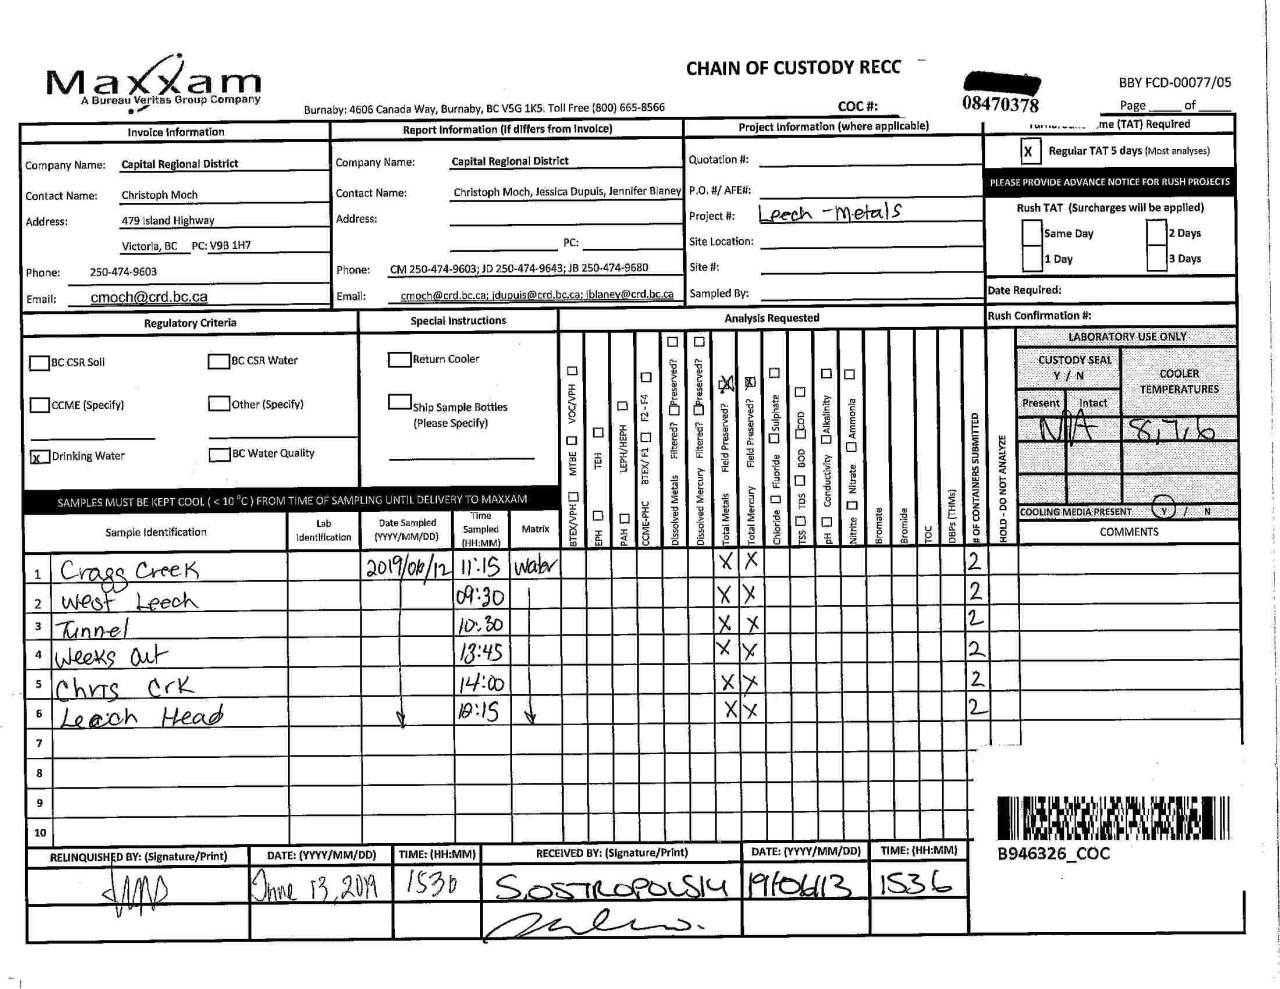 Maxxam
A Bureau Veritas Group Company
Burnaby: 4606 Canada Way, Burnaby, BC V5G 1K5. Toll Free (800) 665-8566
CHAIN OF CUSTODY RECC
COC #:
08470378
BBY FCD-00077/05
Page ____ of ____
Invoice Information
Report Information (if differs from invoice)
Project Information (where applicable)
me (TAT) Required
Company Name: Capital Regional District
Contact Name: Christoph Moch
Address: 479 Island Highway
Victoria, BC PC: V9B 1H7
Phone: 250-474-9603
Email: cmoch@crd.bc.ca
Company Name: Capital Regional District
Contact Name: Christoph Moch, Jessica Dupuis, Jennifer Blaney
Address:
PC:
Phone: CM 250-474-9603; JD 250-474-9643; JB 250-474-9680
Email: cmoch@crd.bc.ca; jdupuis@crd.bc.ca; jblaney@crd.bc.ca
Quotation #:
P.O. #/ AFE#:
Project #: Leech - Metals
Site Location:
Site #:
Sampled By:
X Regular TAT 5 days (Most analyses)
PLEASE PROVIDE ADVANCE NOTICE FOR RUSH PROJECTS
Rush TAT (Surcharges will be applied)
Same Day 2 Days
1 Day 3 Days
Date Required:
Rush Confirmation #:
Regulatory Criteria
Special Instructions
Analysis Requested
BC CSR Soil BC CSR Water
CCME (Specify) Other (Specify)
X Drinking Water BC Water Quality
Return Cooler
Ship Sample Bottles
(Please Specify)
LABORATORY USE ONLY
CUSTODY SEAL
Y / N
Present Intact
COOLER
TEMPERATURES
N/A 8,7,6
COOLING MEDIA PRESENT Y / N
SAMPLES MUST BE KEPT COOL ( < 10 °C ) FROM TIME OF SAMPLING UNTIL DELIVERY TO MAXXAM
Sample Identification
Lab Identification
Date Sampled (YYYY/MM/DD)
Time Sampled (HH:MM)
Matrix
BTEX/VPH MTBE VOC/VPH
EPH TEH
PAH LEPH/HEPH
CCME-PHC BTEX/ F1 F2 - F4
Dissolved Metals Filtered? Preserved?
Dissolved Mercury Filtered? Preserved?
Total Metals Field Preserved? X
Total Mercury Field Preserved? X
Chloride Fluoride Sulphate
TSS TDS BOD COD
pH Conductivity Alkalinity
Nitrite Nitrate Ammonia
Bromate
Bromide
TOC
DBPs (THMs)
# OF CONTAINERS SUBMITTED
HOLD - DO NOT ANALYZE
COMMENTS
1 Cragg Creek 2019/06/12 11:15 Water X X 2
2 West Leech 09:30 X X 2
3 Tunnel 10:30 X X 2
4 Weeks Out 13:45 X X 2
5 Chris Crk 14:00 X X 2
6 Leech Head :15 X X 2
7
8
9
10
B946326_COC
RELINQUISHED BY: (Signature/Print) DATE: (YYYY/MM/DD) TIME: (HH:MM) RECEIVED BY: (Signature/Print) DATE: (YYYY/MM/DD) TIME: (HH:MM)
June 13, 2019 1536 S. OSTROPOLSKI 19/06/13 1536